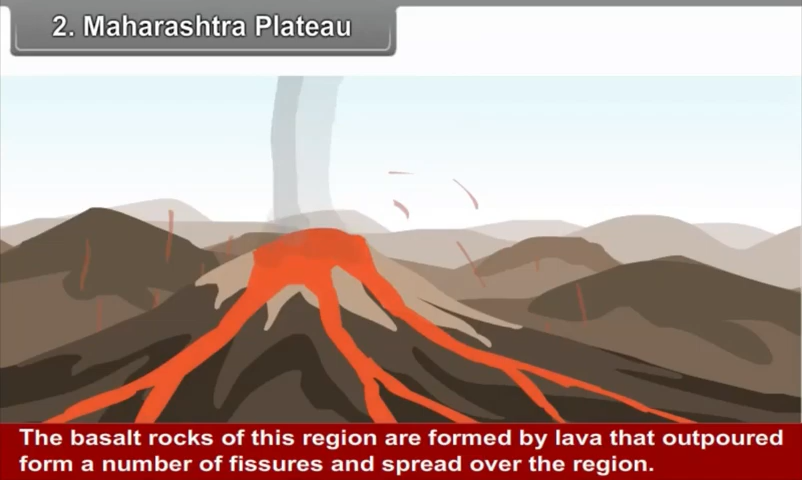 2. Maharashtra Plateau
The basalt rocks of this region are formed by lava that outpoured
form a number of fissures and spread over the region.